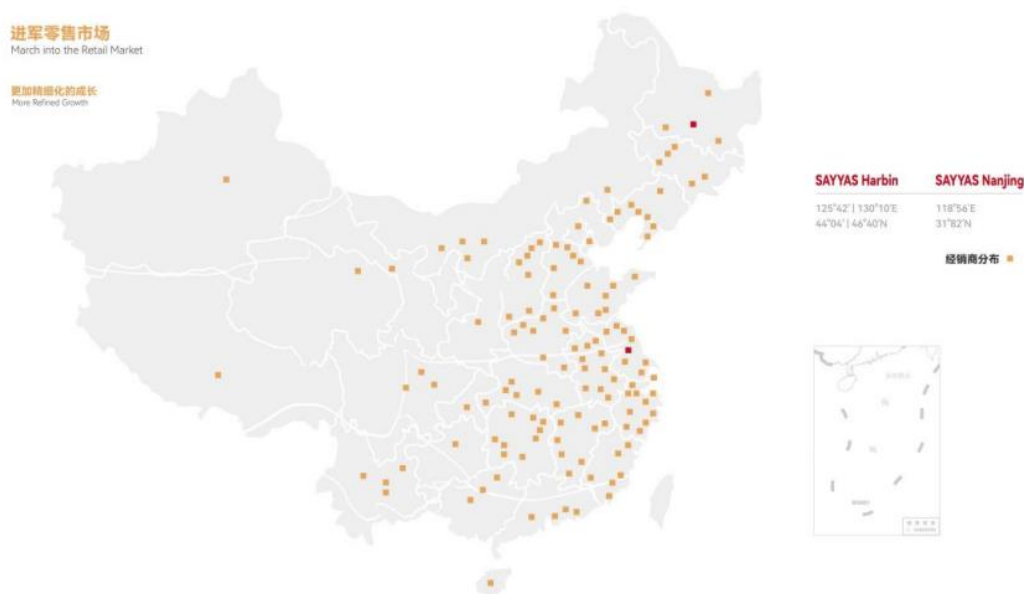 进军零售市场
March into the Retail Market
更加精细化的成长
More Refined Growth
SAYYAS Harbin
125°42' | 130°10'E
44°04' | 46°40'N
SAYYAS Nanjing
118°56'E
31°82'N
经销商分布